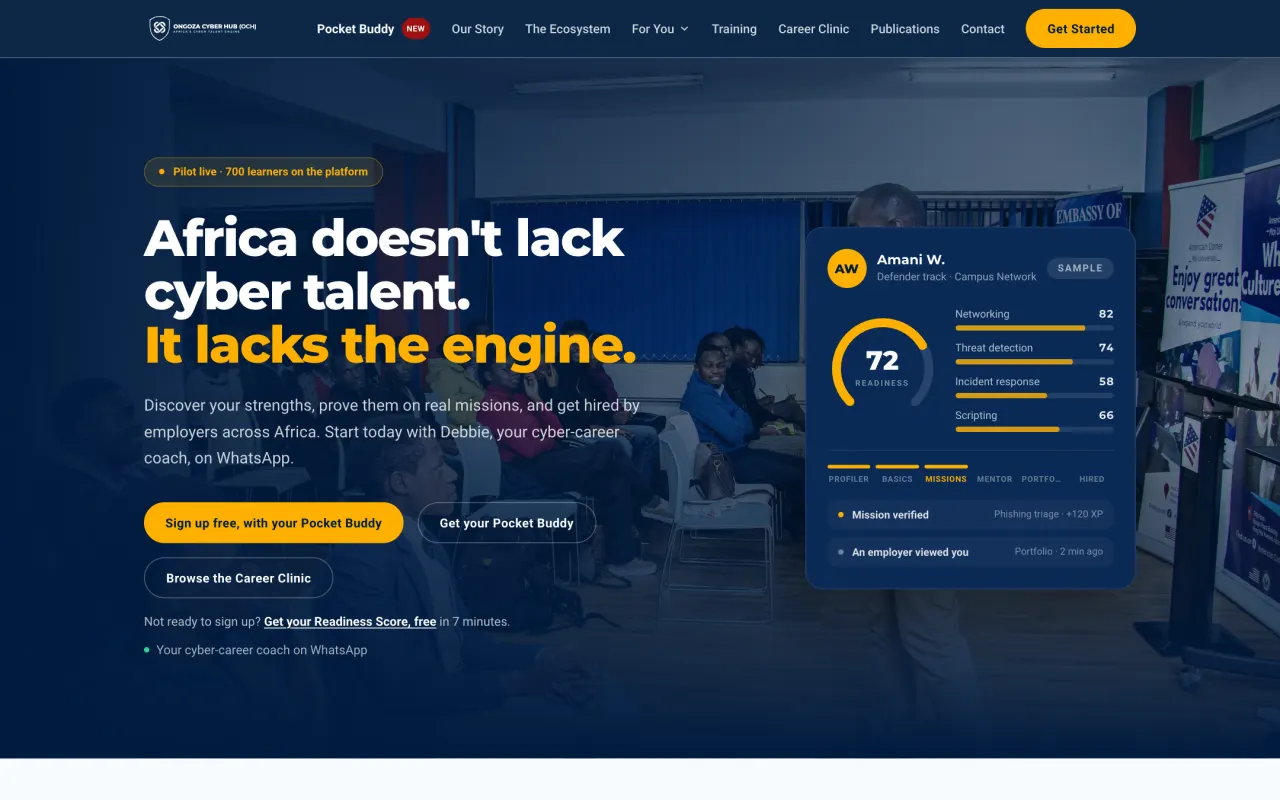 ONGOZA CYBER HUB (OCH)
AFRICA'S CYBER TALENT ENGINE
Pocket Buddy NEW Our Story The Ecosystem For You Training Career Clinic Publications Contact Get Started
Pilot live · 700 learners on the platform
Africa doesn't lack
cyber talent.
It lacks the engine.
Discover your strengths, prove them on real missions, and get hired by
employers across Africa. Start today with Debbie, your cyber-career
coach, on WhatsApp.
Sign up free, with your Pocket Buddy
Get your Pocket Buddy
Browse the Career Clinic
Not ready to sign up? Get your Readiness Score, free in 7 minutes.
Your cyber-career coach on WhatsApp
AW
Amani W.
Defender track · Campus Network
SAMPLE
72
READINESS
Networking 82
Threat detection 74
Incident response 58
Scripting 66
PROFILER BASICS MISSIONS MENTOR PORTFO… HIRED
Mission verified Phishing triage · +120 XP
An employer viewed you Portfolio · 2 min ago
EMBASSY OF
American Corner
Enjoy great
conversations
Culture